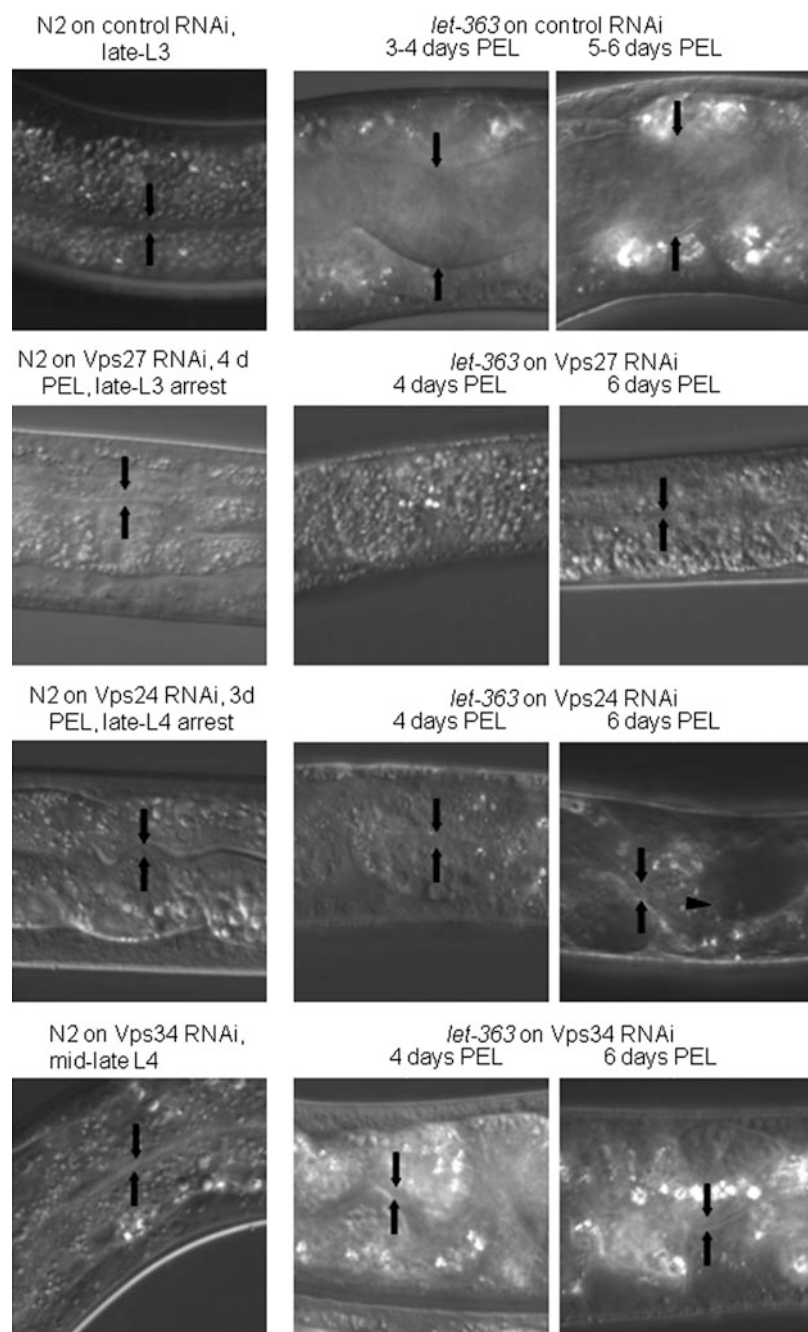 N2 on control RNAi,
late-L3
let-363 on control RNAi
3-4 days PEL
5-6 days PEL
N2 on Vps27 RNAi, 4 d
PEL, late-L3 arrest
let-363 on Vps27 RNAi
4 days PEL
6 days PEL
N2 on Vps24 RNAi, 3d
PEL, late-L4 arrest
let-363 on Vps24 RNAi
4 days PEL
6 days PEL
N2 on Vps34 RNAi,
mid-late L4
let-363 on Vps34 RNAi
4 days PEL
6 days PEL